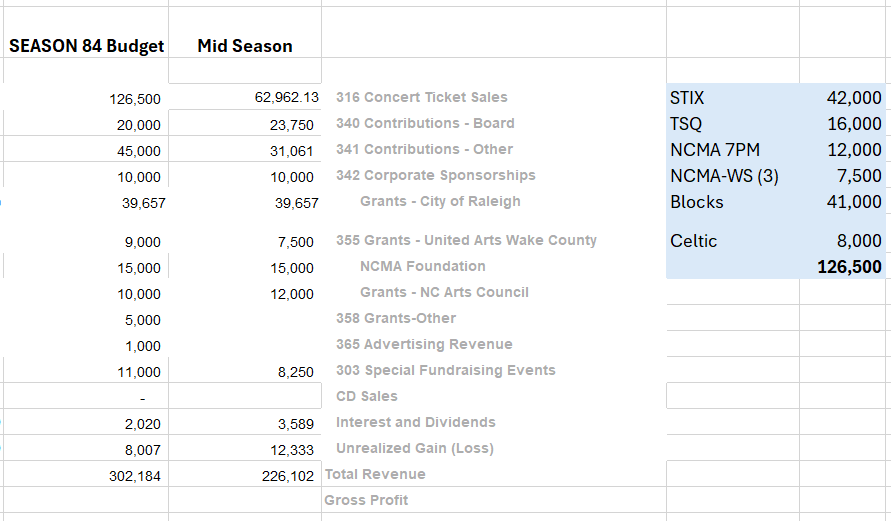 SEASON 84 Budget Mid Season
126,500 62,962.13 316 Concert Ticket Sales STIX 42,000
20,000 23,750 340 Contributions - Board TSQ 16,000
45,000 31,061 341 Contributions - Other NCMA 7PM 12,000
10,000 10,000 342 Corporate Sponsorships NCMA-WS (3) 7,500
39,657 39,657 Grants - City of Raleigh Blocks 41,000
9,000 7,500 355 Grants - United Arts Wake County Celtic 8,000
15,000 15,000 NCMA Foundation 126,500
10,000 12,000 Grants - NC Arts Council
5,000 358 Grants-Other
1,000 365 Advertising Revenue
11,000 8,250 303 Special Fundraising Events
- CD Sales
2,020 3,589 Interest and Dividends
8,007 12,333 Unrealized Gain (Loss)
302,184 226,102 Total Revenue
Gross Profit